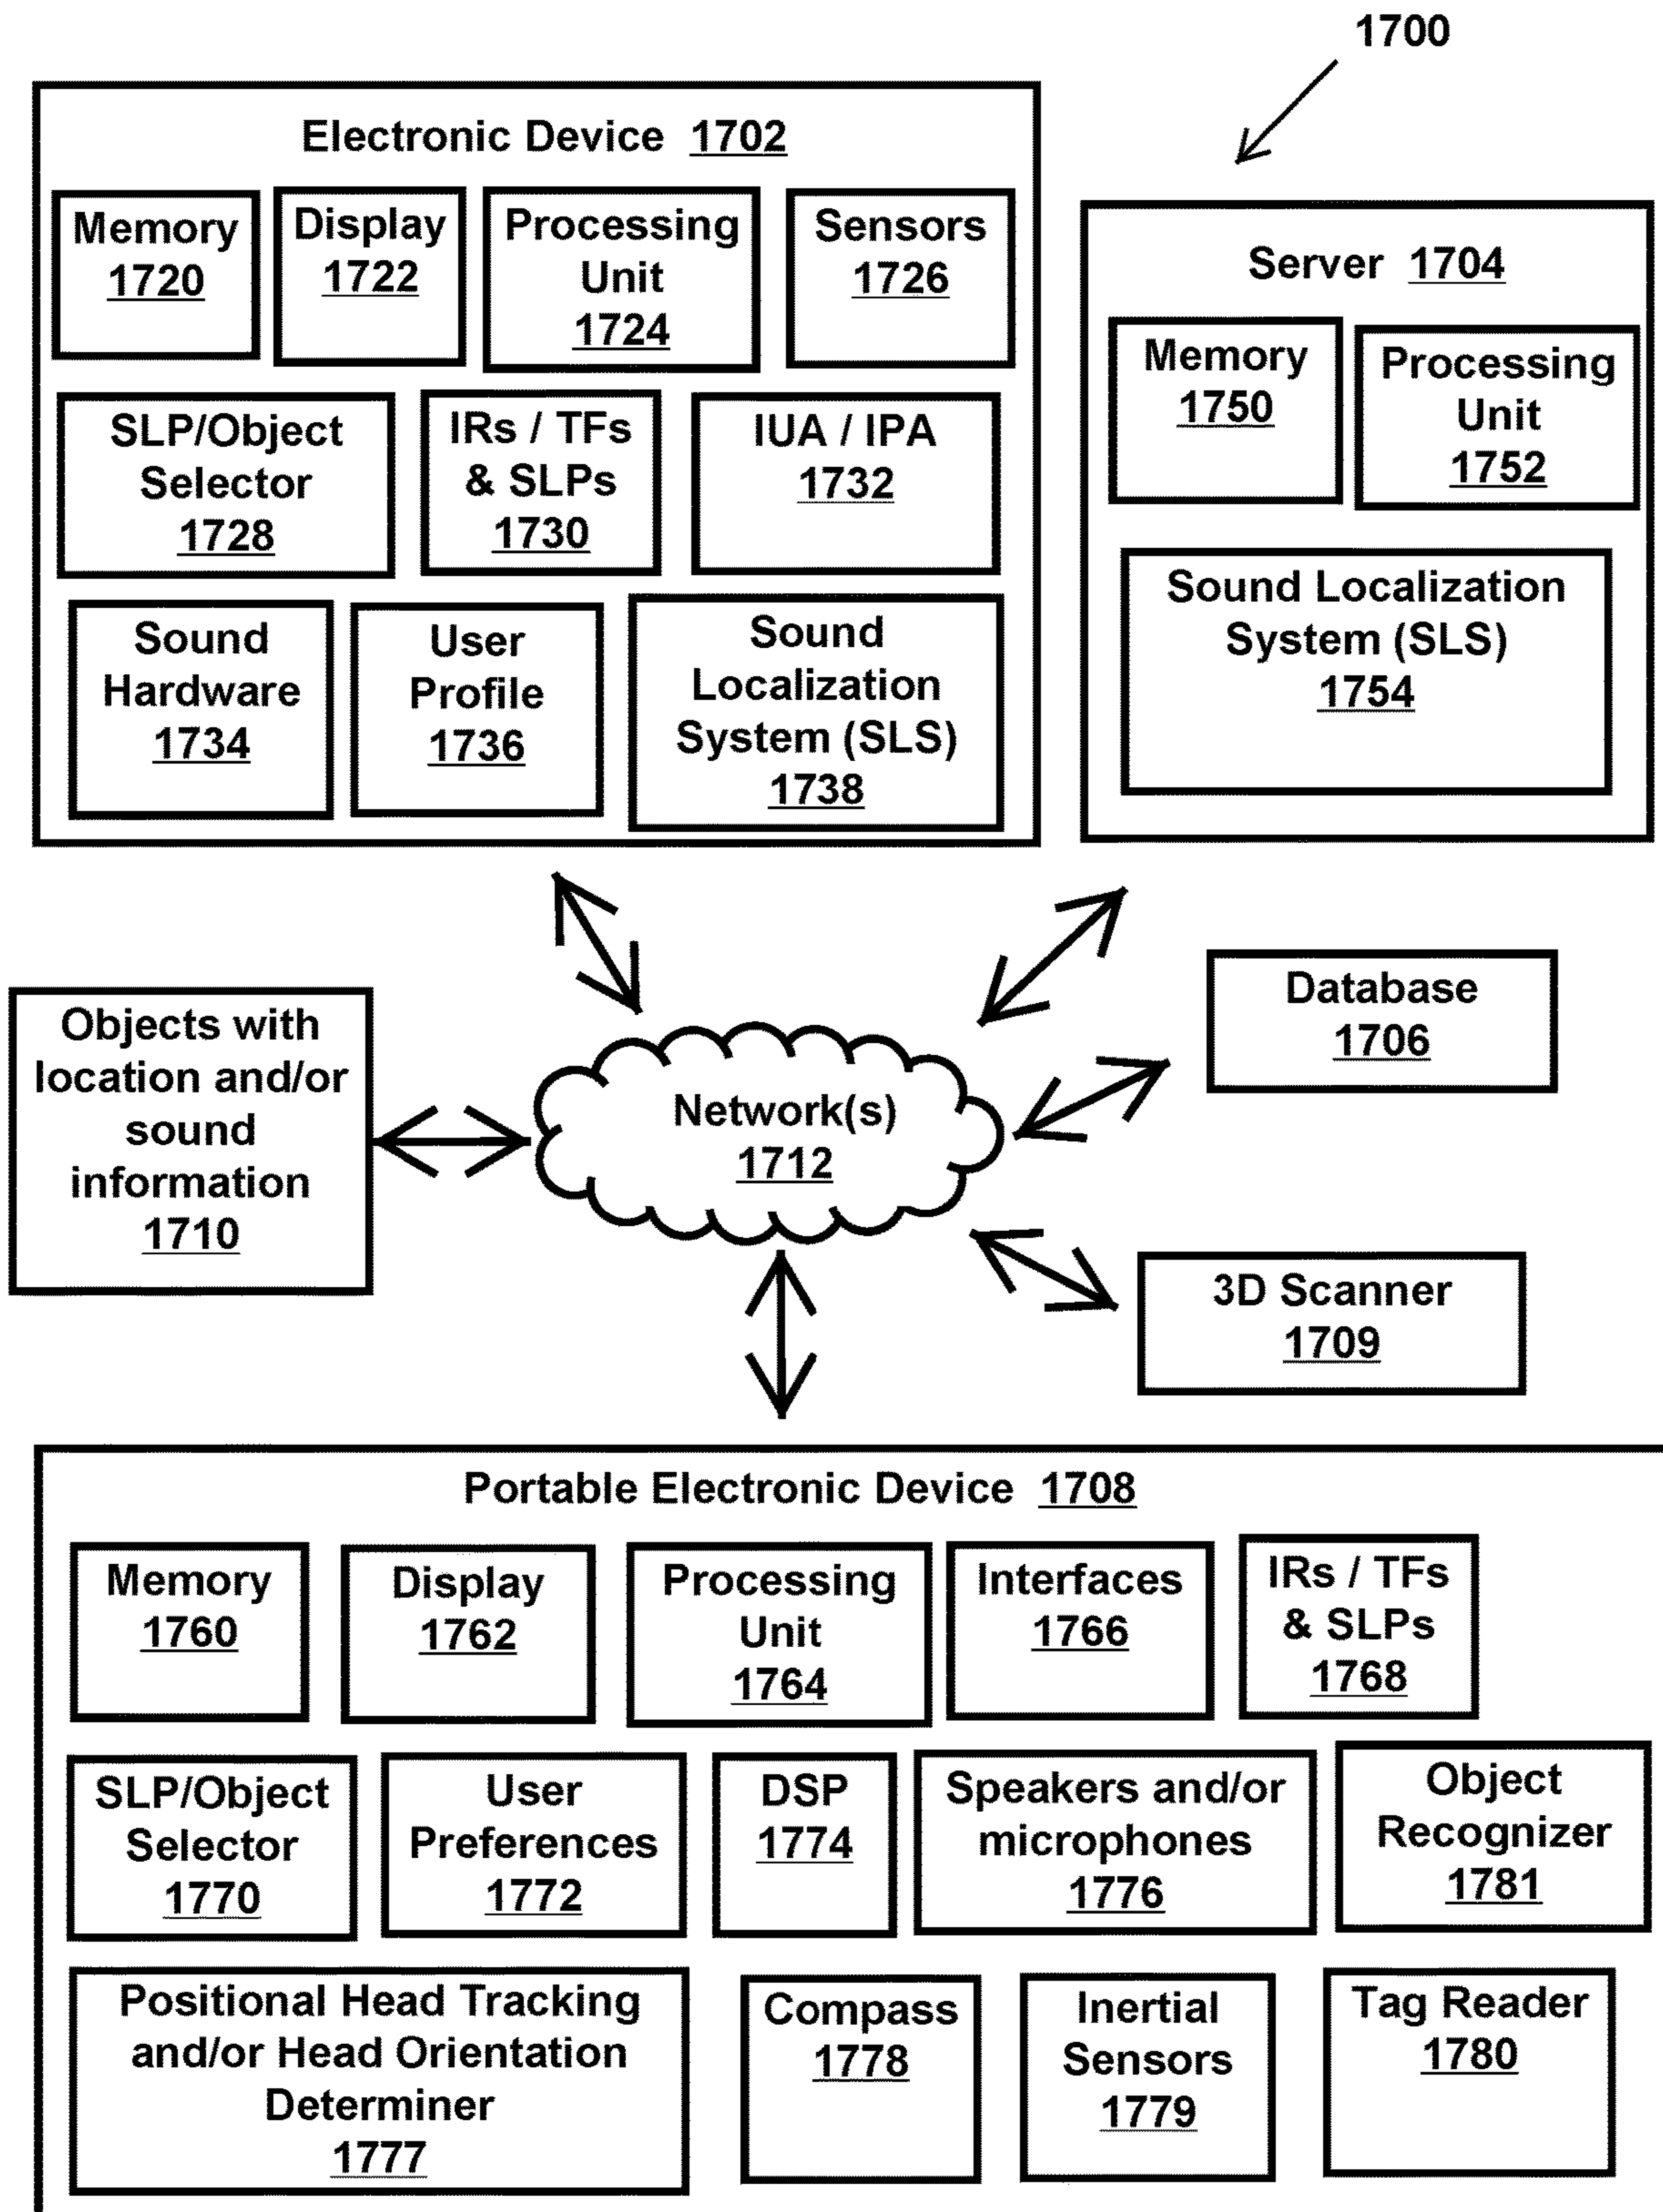 1700
Electronic Device 1702
Memory
1720
Display
1722
Processing
Unit
1724
Sensors
1726
SLP/Object
Selector
1728
IRs / TFs
& SLPs
1730
IUA / IPA
1732
Sound
Hardware
1734
User
Profile
1736
Sound
Localization
System (SLS)
1738
Server 1704
Memory
1750
Processing
Unit
1752
Sound Localization
System (SLS)
1754
Objects with
location and/or
sound
information
1710
Network(s)
1712
Database
1706
3D Scanner
1709
Portable Electronic Device 1708
Memory
1760
Display
1762
Processing
Unit
1764
Interfaces
1766
IRs / TFs
& SLPs
1768
SLP/Object
Selector
1770
User
Preferences
1772
DSP
1774
Speakers and/or
microphones
1776
Object
Recognizer
1781
Positional Head Tracking
and/or Head Orientation
Determiner
1777
Compass
1778
Inertial
Sensors
1779
Tag Reader
1780